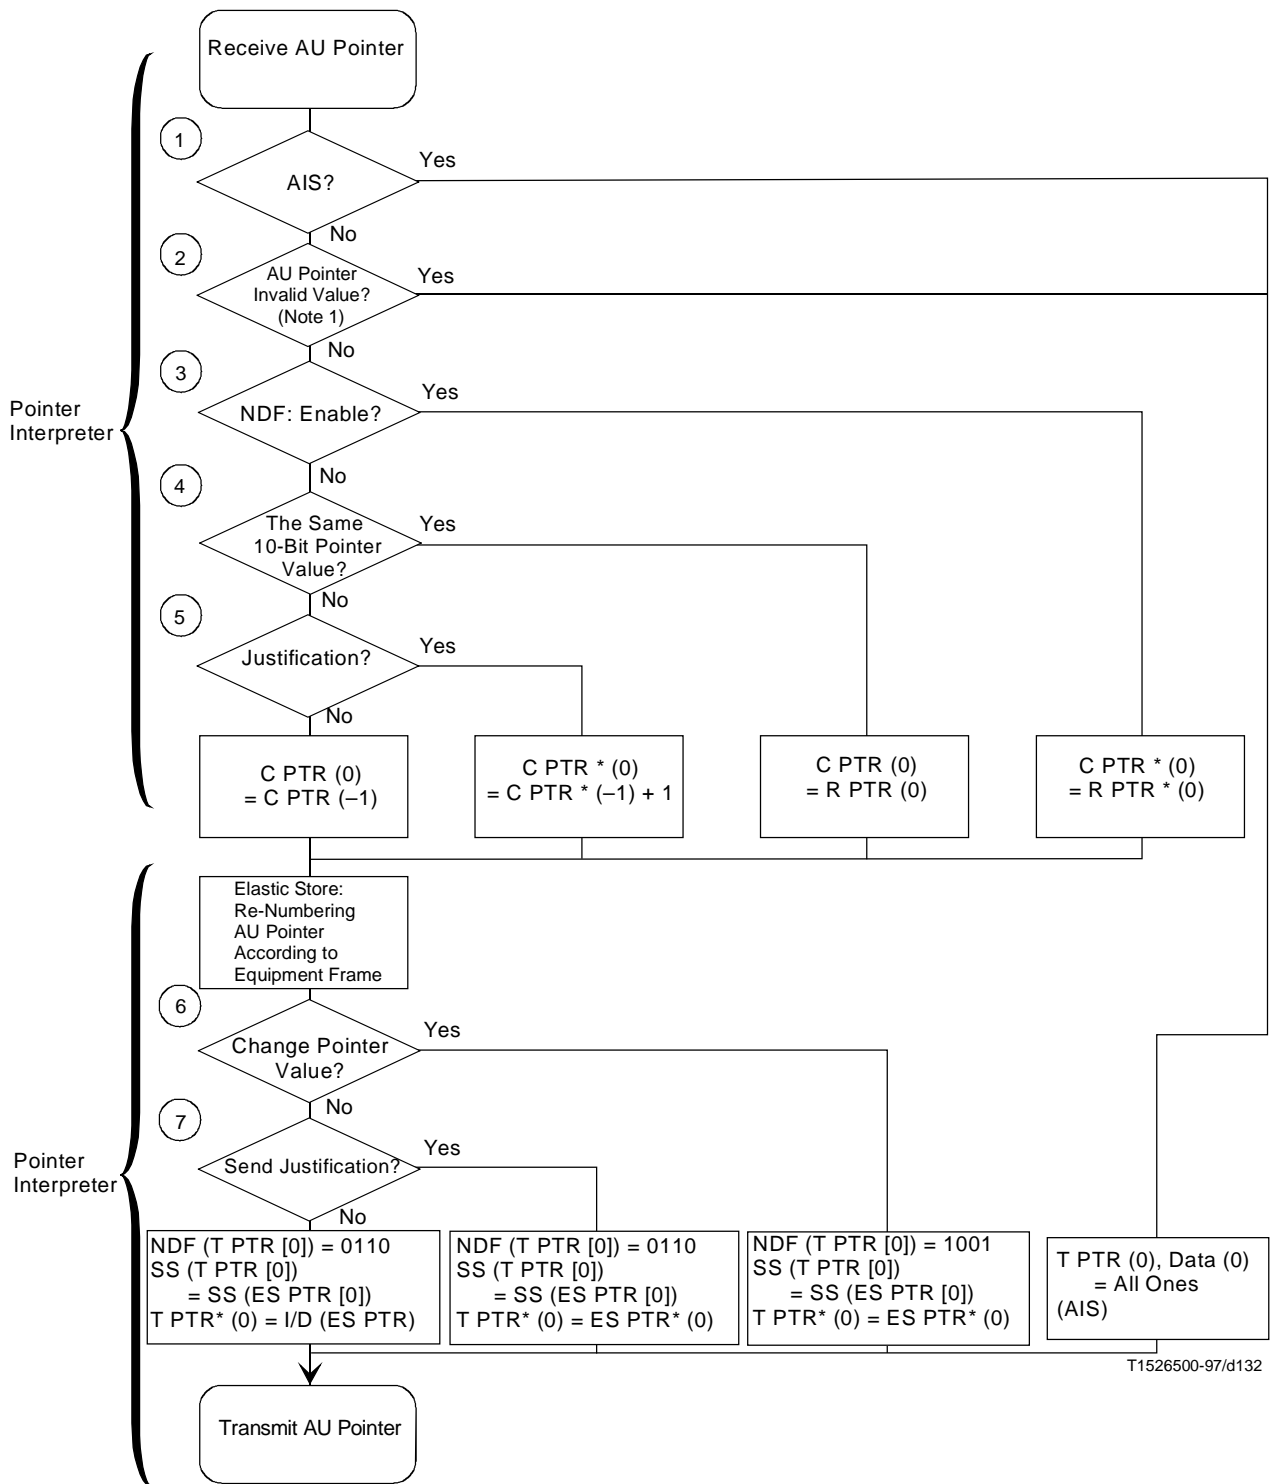 Receive AU Pointer
1
AIS?
Yes
No
2
AU Pointer
Invalid Value?
(Note 1)
Yes
No
3
NDF: Enable?
Yes
No
Pointer
Interpreter
4
The Same
10-Bit Pointer
Value?
Yes
No
5
Justification?
Yes
No
C PTR (0)
= C PTR (–1)
C PTR * (0)
= C PTR * (–1) + 1
C PTR (0)
= R PTR (0)
C PTR * (0)
= R PTR * (0)
Elastic Store:
Re-Numbering
AU Pointer
According to
Equipment Frame
6
Change Pointer
Value?
Yes
No
7
Send Justification?
Yes
No
Pointer
Interpreter
NDF (T PTR [0]) = 0110
SS (T PTR [0])
= SS (ES PTR [0])
T PTR* (0) = I/D (ES PTR)
NDF (T PTR [0]) = 0110
SS (T PTR [0])
= SS (ES PTR [0])
T PTR* (0) = ES PTR* (0)
NDF (T PTR [0]) = 1001
SS (T PTR [0])
= SS (ES PTR [0])
T PTR* (0) = ES PTR* (0)
T PTR (0), Data (0)
= All Ones
(AIS)
T1526500-97/d132
Transmit AU Pointer